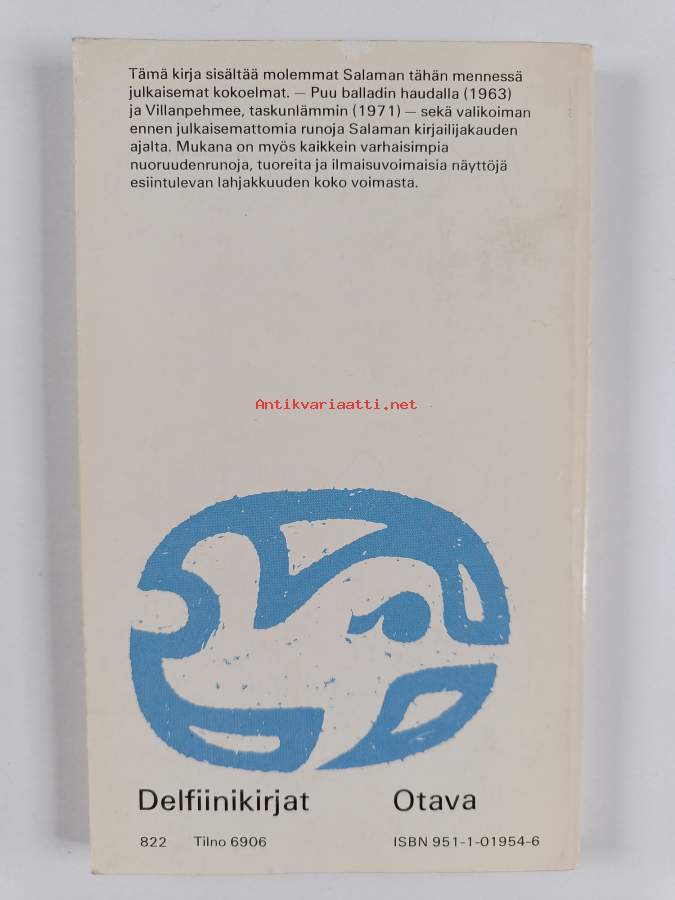 Tämä kirja sisältää molemmat Salaman tähän mennessä
julkaisemat kokoelmat. — Puu balladin haudalla (1963)
ja Villanpehmee, taskunlämmin (1971) — sekä valikoiman
ennen julkaisemattomia runoja Salaman kirjailijakauden
ajalta. Mukana on myös kaikkein varhaisimpia
nuoruudenrunoja, tuoreita ja ilmaisuvoimaisia näyttöjä
esiintulevan lahjakkuuden koko voimasta.
Antikvariaatti.net
Delfiinikirjat Otava
822 Tilno 6906 ISBN 951-1-01954-6